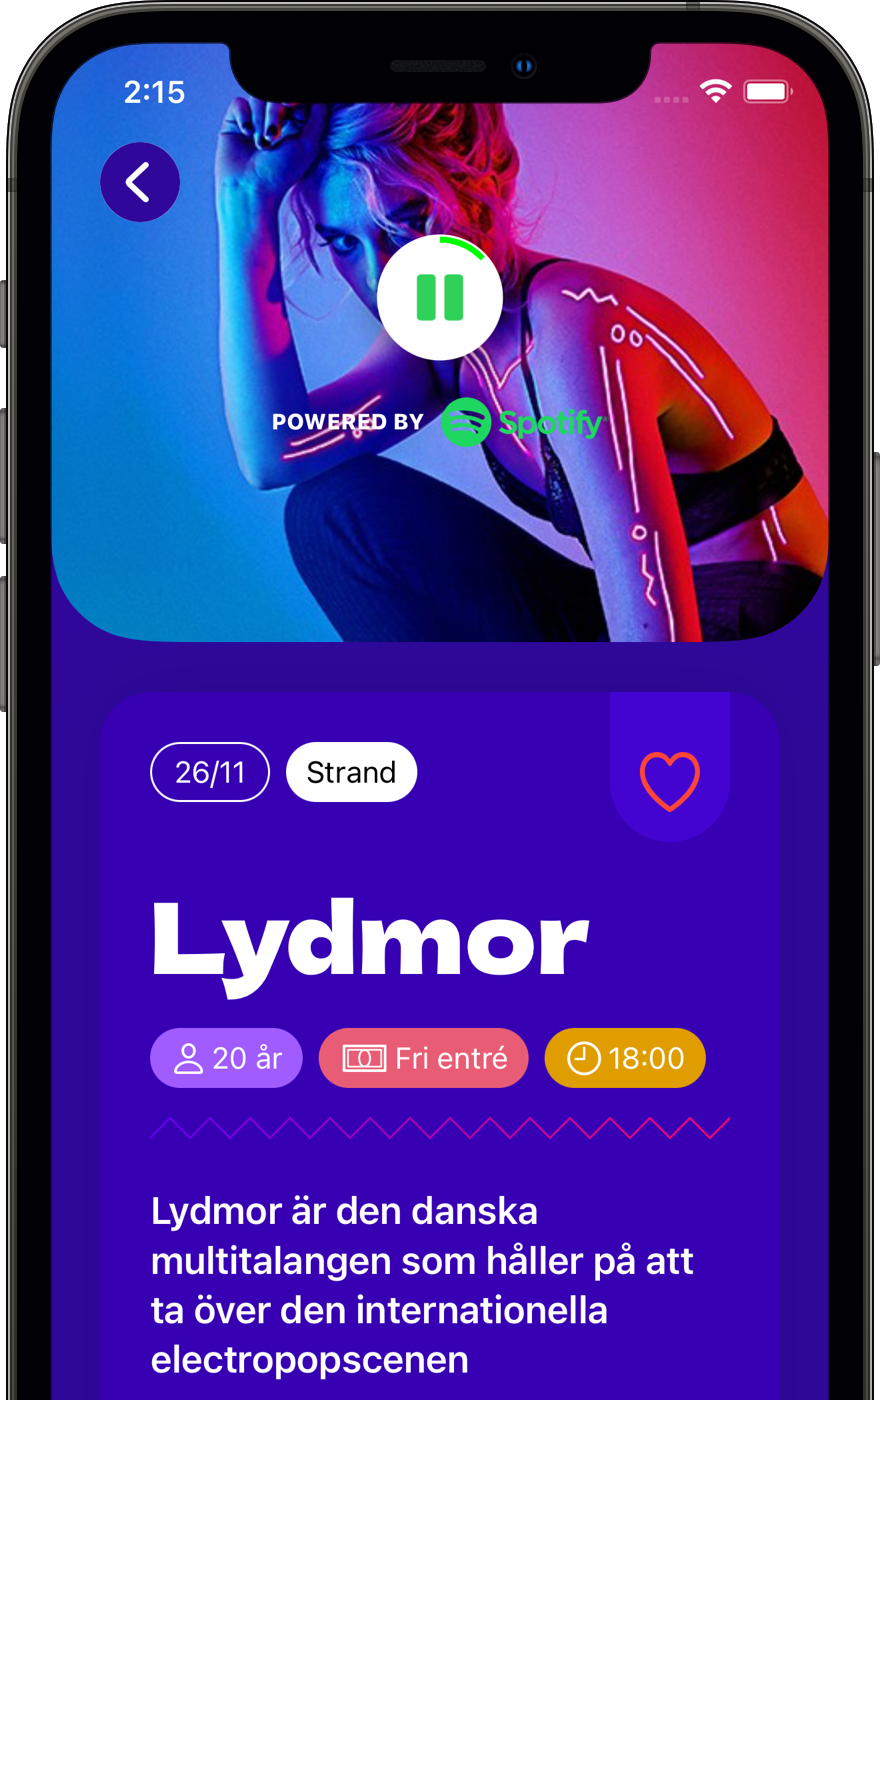 2:15
POWERED BY Spotify
26/11 Strand
Lydmor
20 år Fri entré 18:00
Lydmor är den danska
multitalangen som håller på att
ta över den internationella
electropopscenen